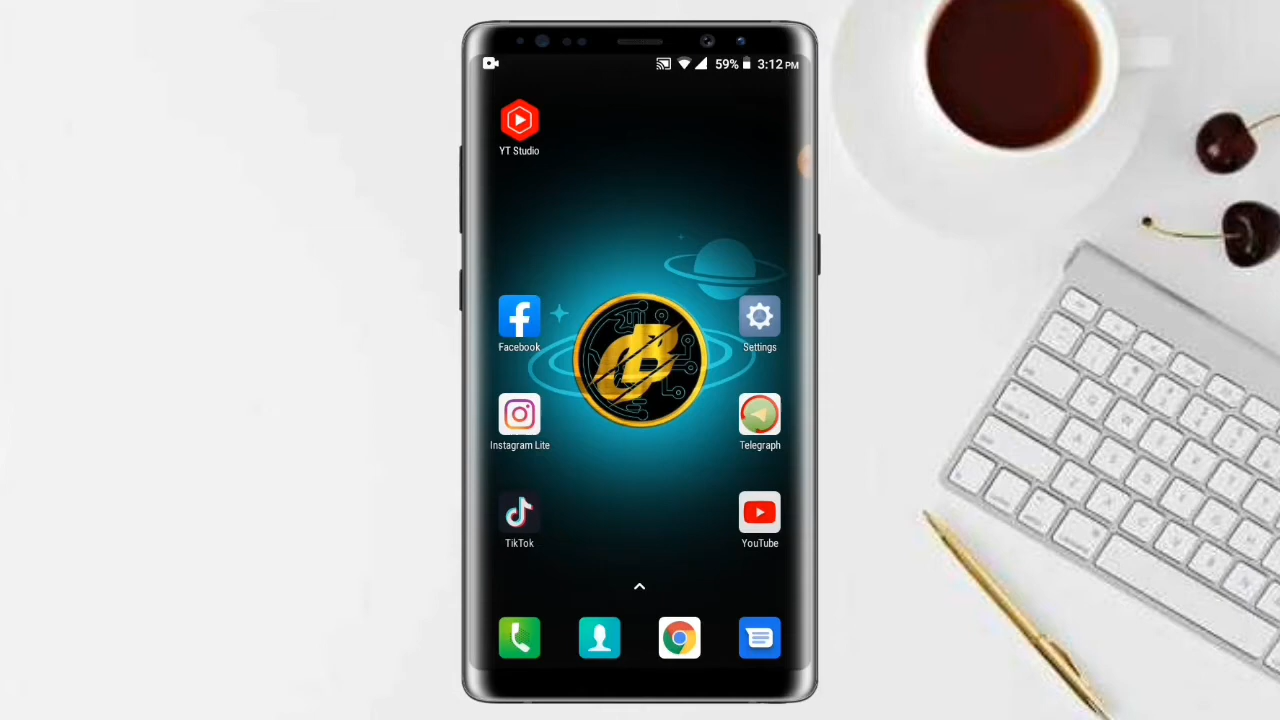 59% 3:12 PM
YT Studio
Facebook
Settings
Instagram Lite
Telegraph
TikTok
YouTube